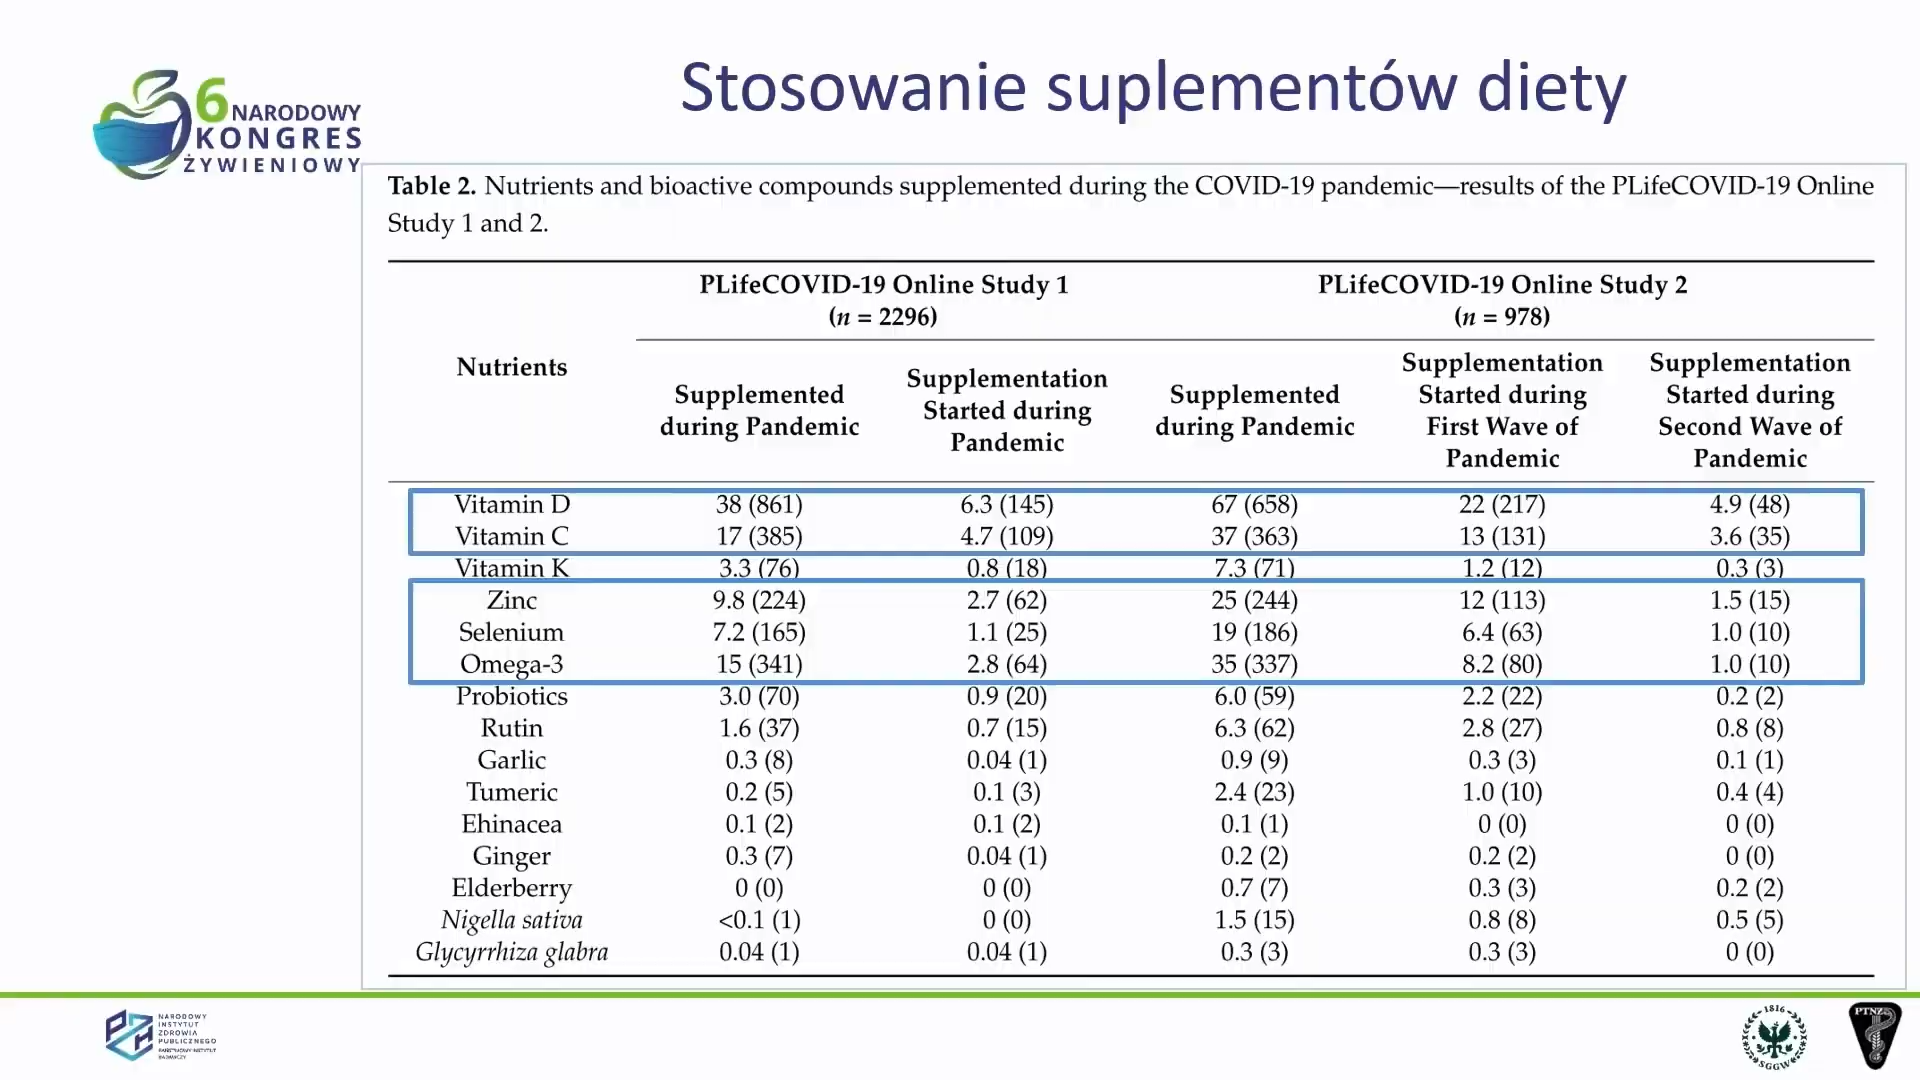 6 NARODOWY
KONGRES
ŻYWIENIOWY
Stosowanie suplementów diety
Table 2. Nutrients and bioactive compounds supplemented during the COVID-19 pandemic—results of the PLifeCOVID-19 Online
Study 1 and 2.
PLifeCOVID-19 Online Study 1
(n = 2296)
PLifeCOVID-19 Online Study 2
(n = 978)
Nutrients
Supplemented
during Pandemic
Supplementation
Started during
Pandemic
Supplemented
during Pandemic
Supplementation
Started during
First Wave of
Pandemic
Supplementation
Started during
Second Wave of
Pandemic
Vitamin D 38 (861) 6.3 (145) 67 (658) 22 (217) 4.9 (48)
Vitamin C 17 (385) 4.7 (109) 37 (363) 13 (131) 3.6 (35)
Vitamin K 3.3 (76) 0.8 (18) 7.3 (71) 1.2 (12) 0.3 (3)
Zinc 9.8 (224) 2.7 (62) 25 (244) 12 (113) 1.5 (15)
Selenium 7.2 (165) 1.1 (25) 19 (186) 6.4 (63) 1.0 (10)
Omega-3 15 (341) 2.8 (64) 35 (337) 8.2 (80) 1.0 (10)
Probiotics 3.0 (70) 0.9 (20) 6.0 (59) 2.2 (22) 0.2 (2)
Rutin 1.6 (37) 0.7 (15) 6.3 (62) 2.8 (27) 0.8 (8)
Garlic 0.3 (8) 0.04 (1) 0.9 (9) 0.3 (3) 0.1 (1)
Tumeric 0.2 (5) 0.1 (3) 2.4 (23) 1.0 (10) 0.4 (4)
Ehinacea 0.1 (2) 0.1 (2) 0.1 (1) 0 (0) 0 (0)
Ginger 0.3 (7) 0.04 (1) 0.2 (2) 0.2 (2) 0 (0)
Elderberry 0 (0) 0 (0) 0.7 (7) 0.3 (3) 0.2 (2)
Nigella sativa <0.1 (1) 0 (0) 1.5 (15) 0.8 (8) 0.5 (5)
Glycyrrhiza glabra 0.04 (1) 0.04 (1) 0.3 (3) 0.3 (3) 0 (0)
PZH
NARODOWY
INSTYTUT
ZDROWIA
PUBLICZNEGO
PAŃSTWOWY INSTYTUT
BADAWCZY
1816
SGGW
PTNZ